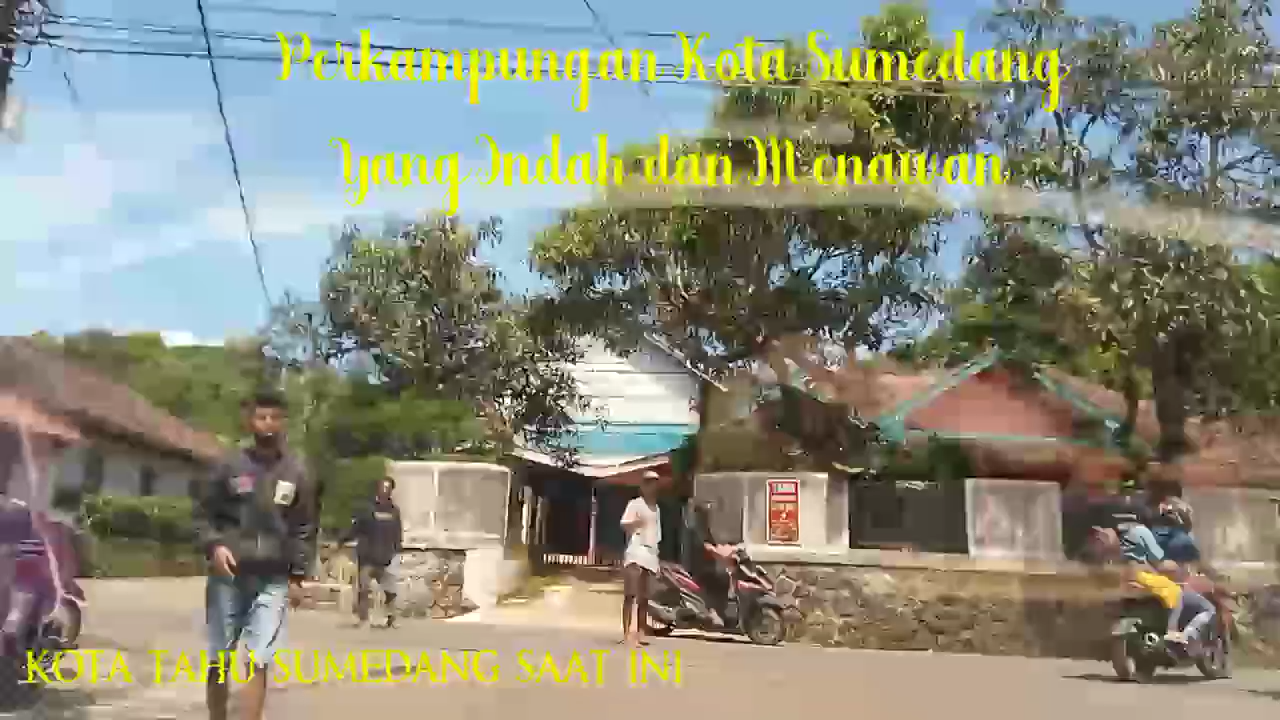 Perkampungan Kota Sumedang
Yang Indah dan Menawan
KOTA TAHU SUMEDANG SAAT INI